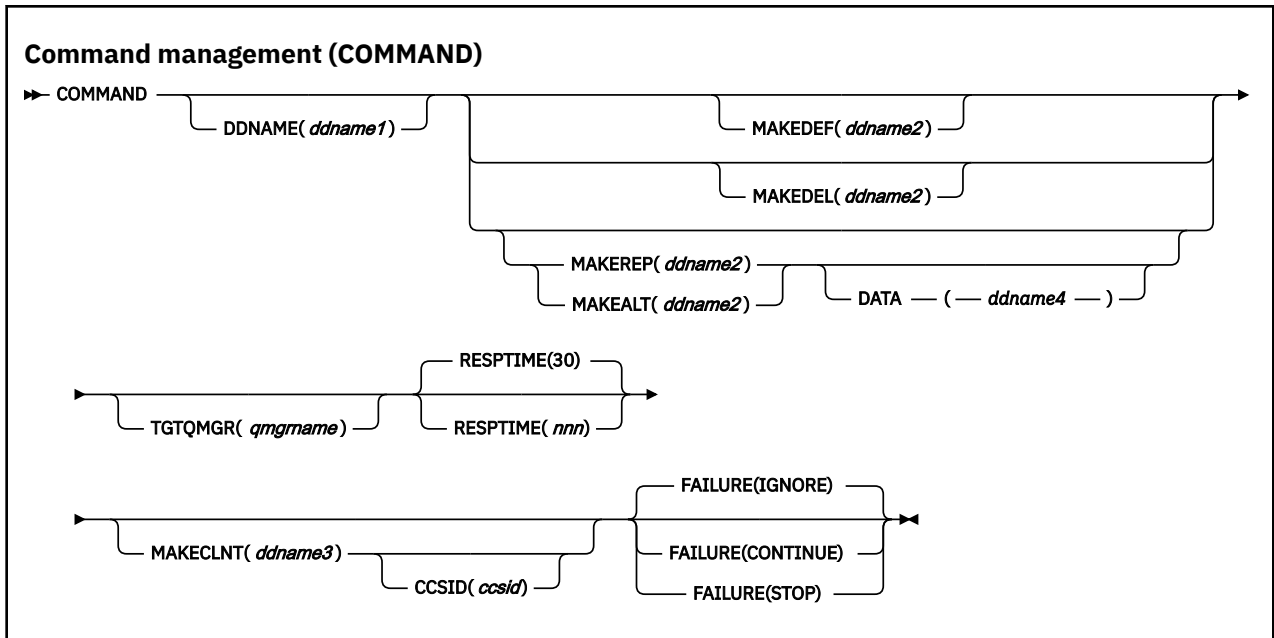 Command management (COMMAND)
COMMAND
DDNAME( ddname1 )
MAKEDEF( ddname2 )
MAKEDEL( ddname2 )
MAKEREP( ddname2 )
MAKEALT( ddname2 )
DATA ( ddname4 )
RESPTIME(30)
TGTQMGR( qmgrname )
RESPTIME( nnn)
FAILURE(IGNORE)
MAKECLNT( ddname3 )
FAILURE(CONTINUE)
CCSID( ccsid)
FAILURE(STOP)